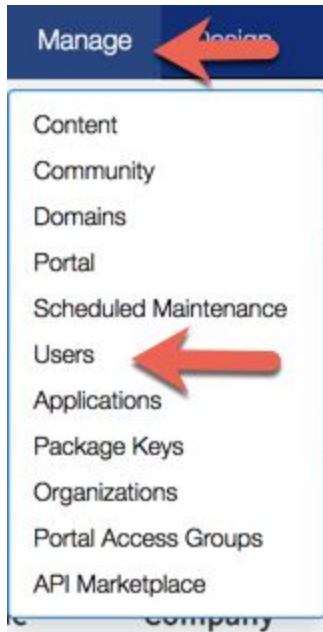 Manage
Content
Community
Domains
Portal
Scheduled Maintenance
Users
Applications
Package Keys
Organizations
Portal Access Groups
API Marketplace